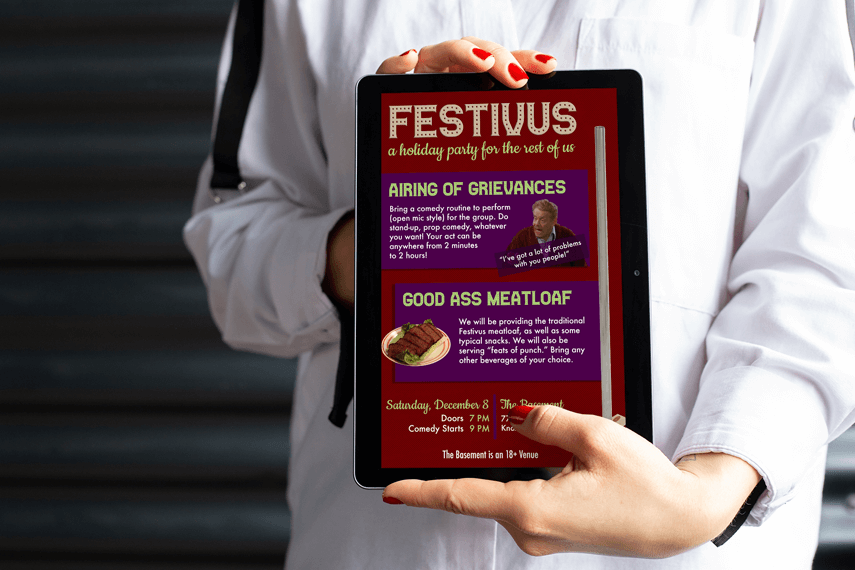 FESTIVUS
a holiday party for the rest of us
AIRING OF GRIEVANCES
Bring a comedy routine to perform
(open mic style) for the group. Do
stand-up, prop comedy, whatever
you want! Your act can be
anywhere from 2 minutes
to 2 hours!
"I've got a lot of problems
with you people!"
GOOD ASS MEATLOAF
We will be providing the traditional
Festivus meatloaf, as well as some
typical snacks. We will also be
serving "feats of punch." Bring any
other beverages of your choice.
Saturday, December 8
Doors 7 PM
Comedy Starts 9 PM
The Basement
The Basement is an 18+ Venue